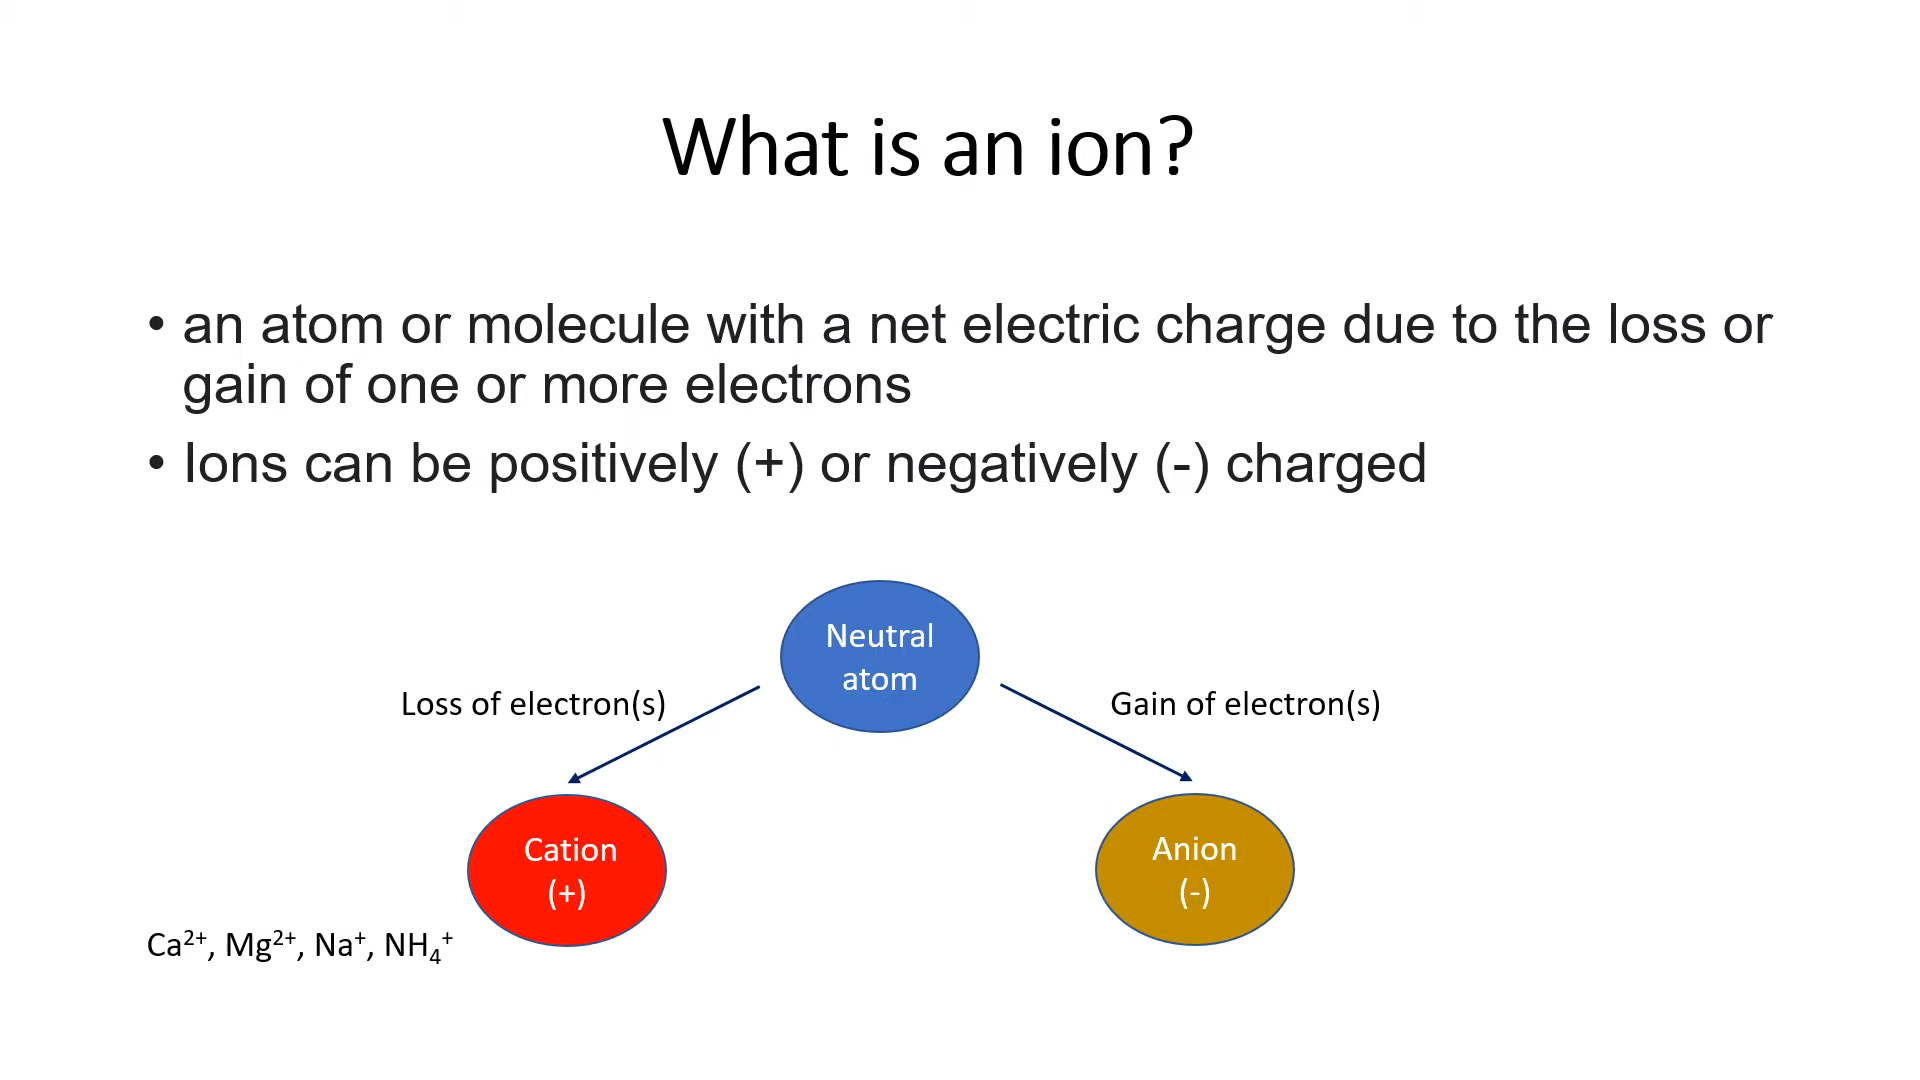 What is an ion?
• an atom or molecule with a net electric charge due to the loss or
gain of one or more electrons
• Ions can be positively (+) or negatively (-) charged
Neutral
atom
Loss of electron(s)
Gain of electron(s)
Cation
(+)
Anion
(-)
Ca²⁺, Mg²⁺, Na⁺, NH₄⁺